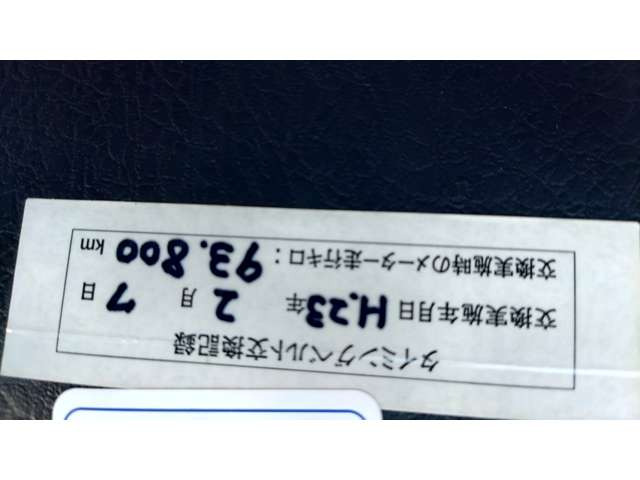 タイミングベルト交換記録
交換実施年月日 H.23年 2月 7日
交換実施時のメーター走行キロ: 93.800 km